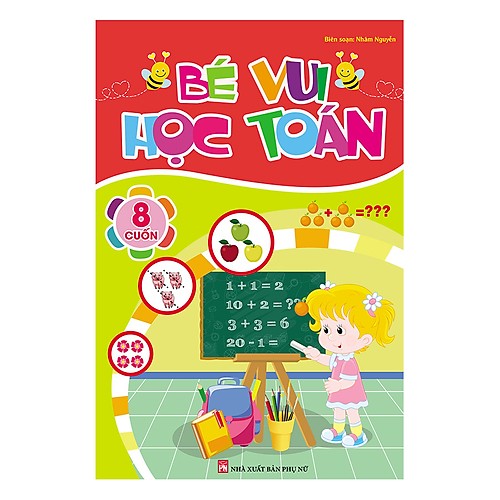 Biên soạn: Nhâm Nguyễn
BÉ VUI
HỌC TOÁN
8
CUỐN
+ =???
1 + 1 = 2
10 + 2 = ??
3 + 3 = 6
20 - 1 =
PN
NHÀ XUẤT BẢN PHỤ NỮ